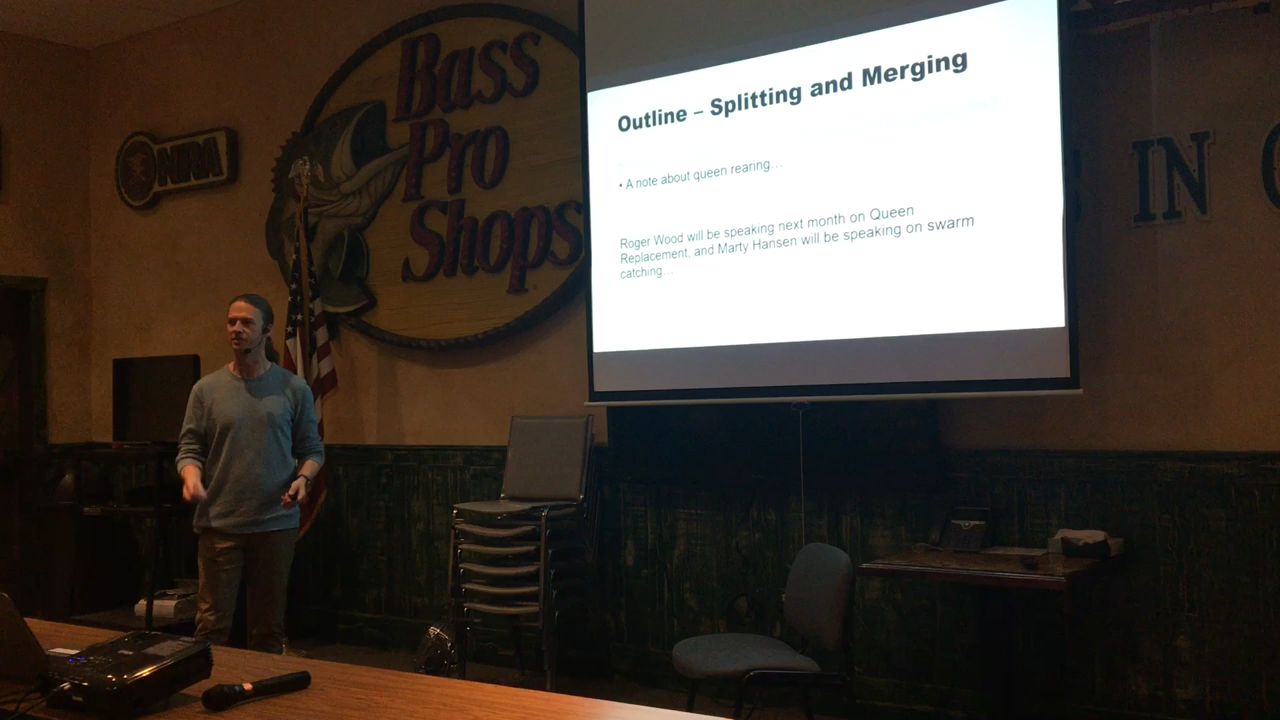 NRA
Bass
Pro
Shops
Outline – Splitting and Merging
• A note about queen rearing...
Roger Wood will be speaking next month on Queen
Replacement, and Marty Hansen will be speaking on swarm
catching...
IN